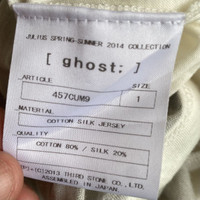 JULIUS SPRING-SUMMER 2014 COLLECTION
[ ghost; ]
ARTICLE SIZE
457CUM9 1
MATERIAL
COTTON SILK JERSEY
QUALITY
COTTON 80% / SILK 20%
(P)+(C)2013 THIRD STONE CO., LTD.
ASSEMBLED IN JAPAN.